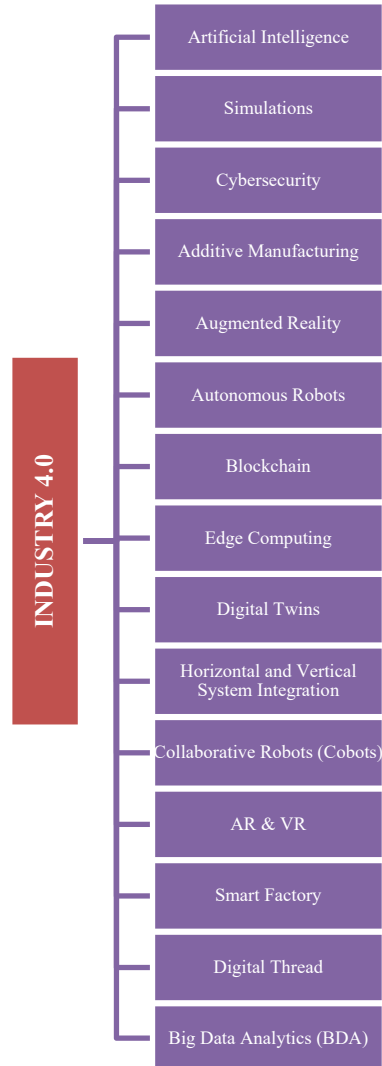 INDUSTRY 4.0
Artificial Intelligence
Simulations
Cybersecurity
Additive Manufacturing
Augmented Reality
Autonomous Robots
Blockchain
Edge Computing
Digital Twins
Horizontal and Vertical
System Integration
Collaborative Robots (Cobots)
AR & VR
Smart Factory
Digital Thread
Big Data Analytics (BDA)